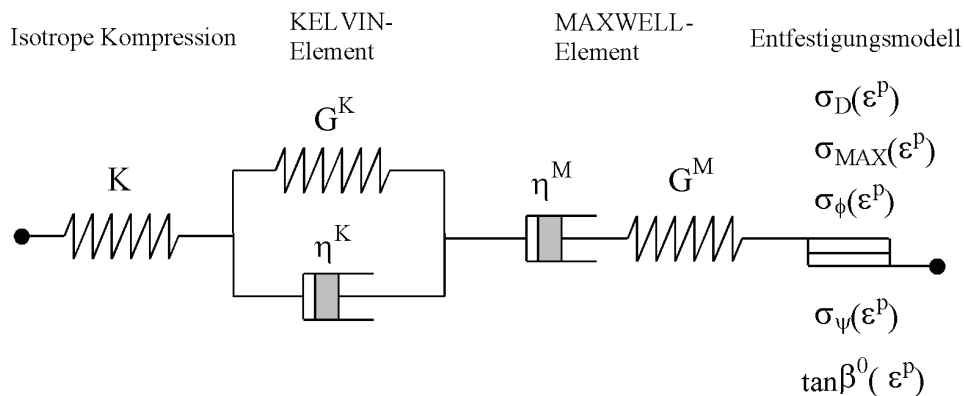 Isotrope Kompression
KELVIN-
Element
MAXWELL-
Element
Entfestigungsmodell
K
G^K
η^K
η^M
G^M
σ_D(ε^p)
σ_MAX(ε^p)
σ_ϕ(ε^p)
σ_ψ(ε^p)
tanβ^0( ε^p)